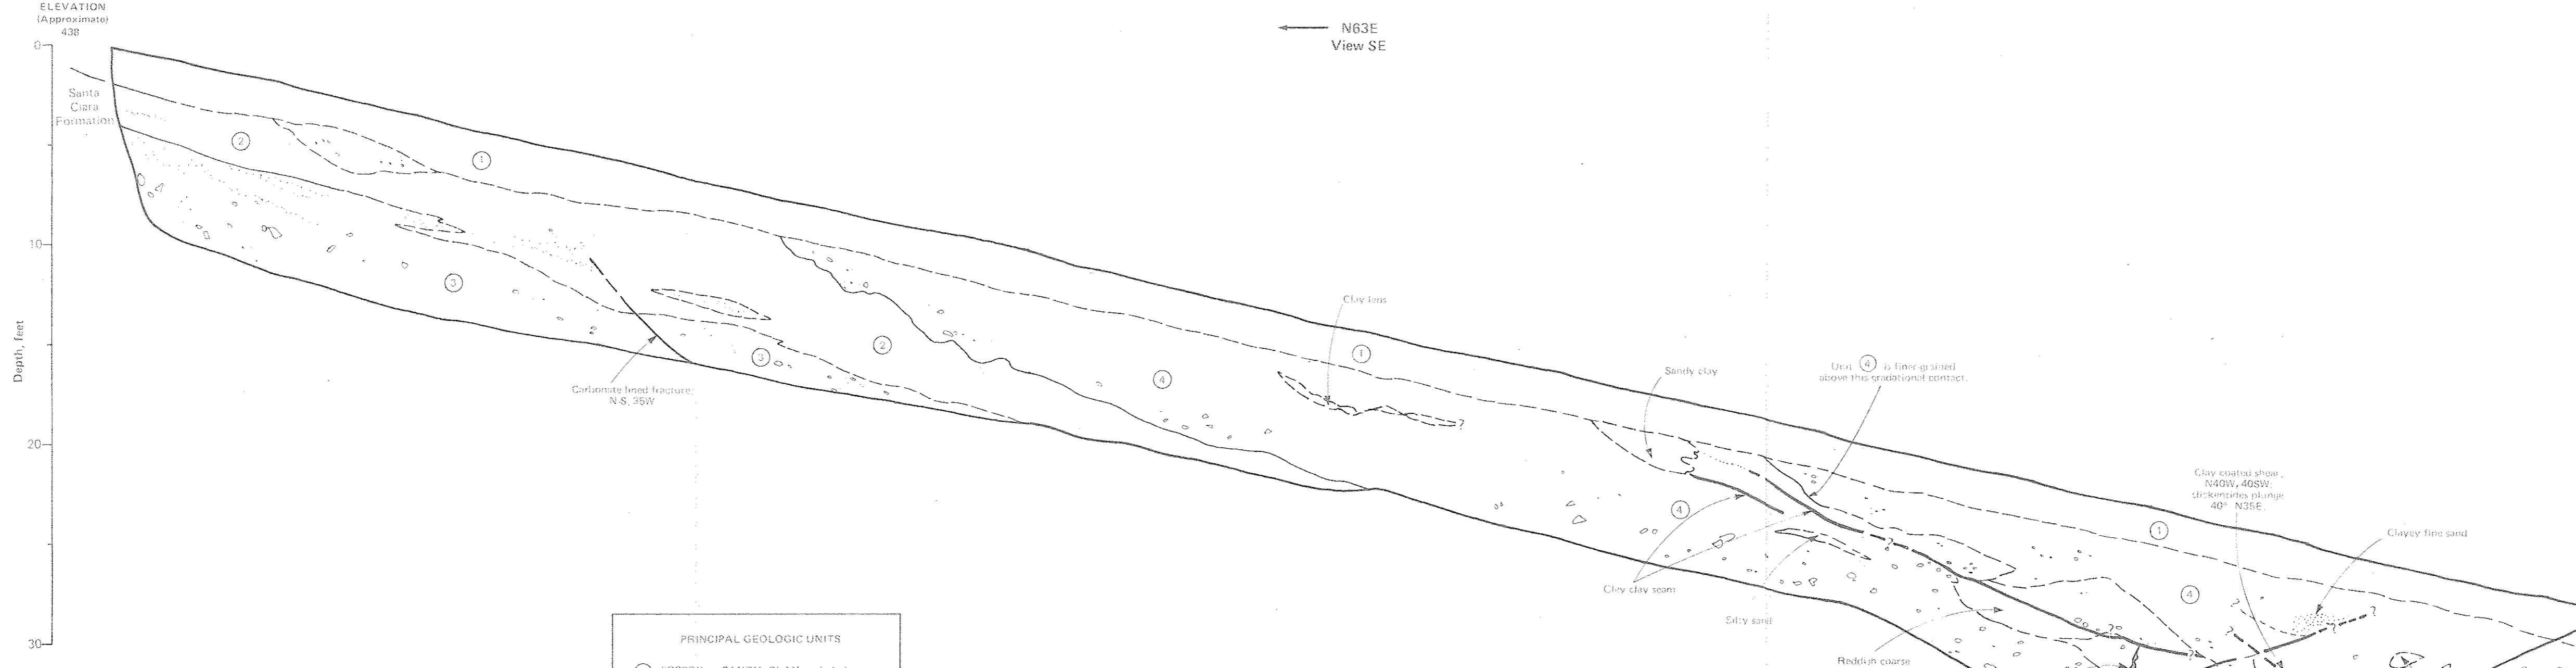 ELEVATION
(Approximate)
438
0
N63E
View SE
Santa
Clara
Formation
2
1
10
3
Clay lens
Depth, feet
3
2
1
Carbonate lined fracture;
N-S, 35W
4
Sandy clay
Unit 4 is finer grained
above this gradational contact.
20
4
Clay coated shear,
N40W, 40SW;
slickensides plunge
40° N35E.
1
Clayey fine sand
?
?
Clay clay seam
4
Silty sand
?
?
?
?
?
?
30
PRINCIPAL GEOLOGIC UNITS
Reddish coarse